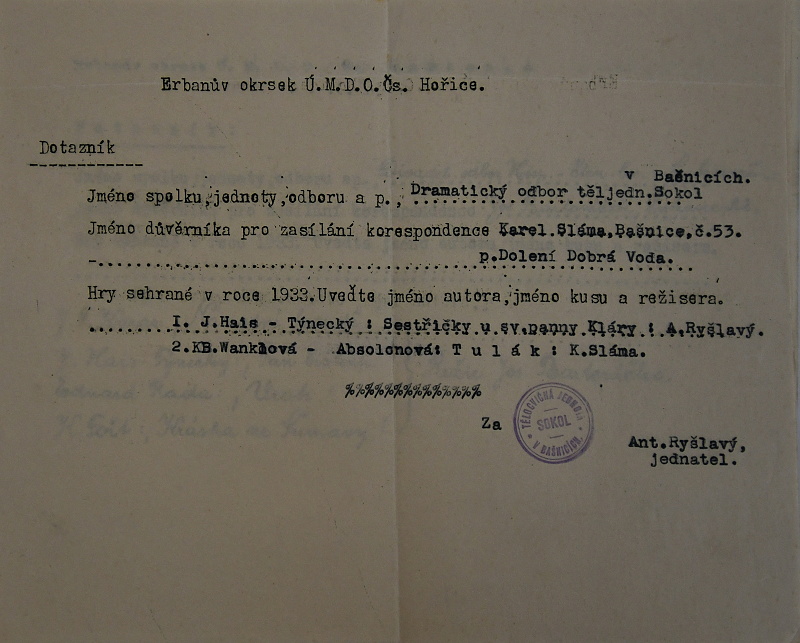 Erbanův okrsek Ú.M.D.O.Čs. Hořice.
Dotazník
v Bašnicích.
Jméno spolku, jednoty, odboru a p., Dramatický odbor těl.jedn.Sokol
Jméno důvěrníka pro zasílání korespondence Karel.Sláma,Bašnice,č.53.
p.Dolení Dobrá Voda.
Hry sehrané v roce 1933.Uveďte jméno autora, jméno kusu a režisera.
I. J.Hais - Týnecký : Sestřičky u sv.panny Kláry : A.Ryšlavý.
2.KB.Wanklová - Absolonová: T u l á k : K.Sláma.
%%%%%%%%%%%%%
Za
TĚLOCVIČNÁ JEDNOTA SOKOL V BAŠNICÍCH.
Ant.Ryšlavý,
jednatel.